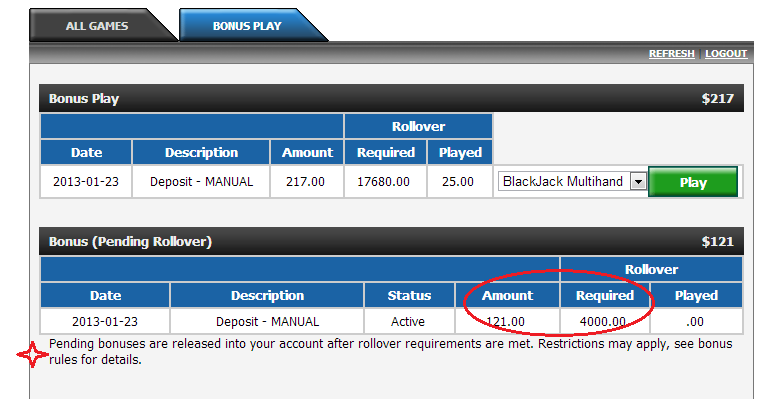 ALL GAMES BONUS PLAY
REFRESH | LOGOUT
Bonus Play $217
Rollover
Date Description Amount Required Played
2013-01-23 Deposit - MANUAL 217.00 17680.00 25.00 BlackJack Multihand Play
Bonus (Pending Rollover) $121
Rollover
Date Description Status Amount Required Played
2013-01-23 Deposit - MANUAL Active 121.00 4000.00 .00
Pending bonuses are released into your account after rollover requirements are met. Restrictions may apply, see bonus
rules for details.